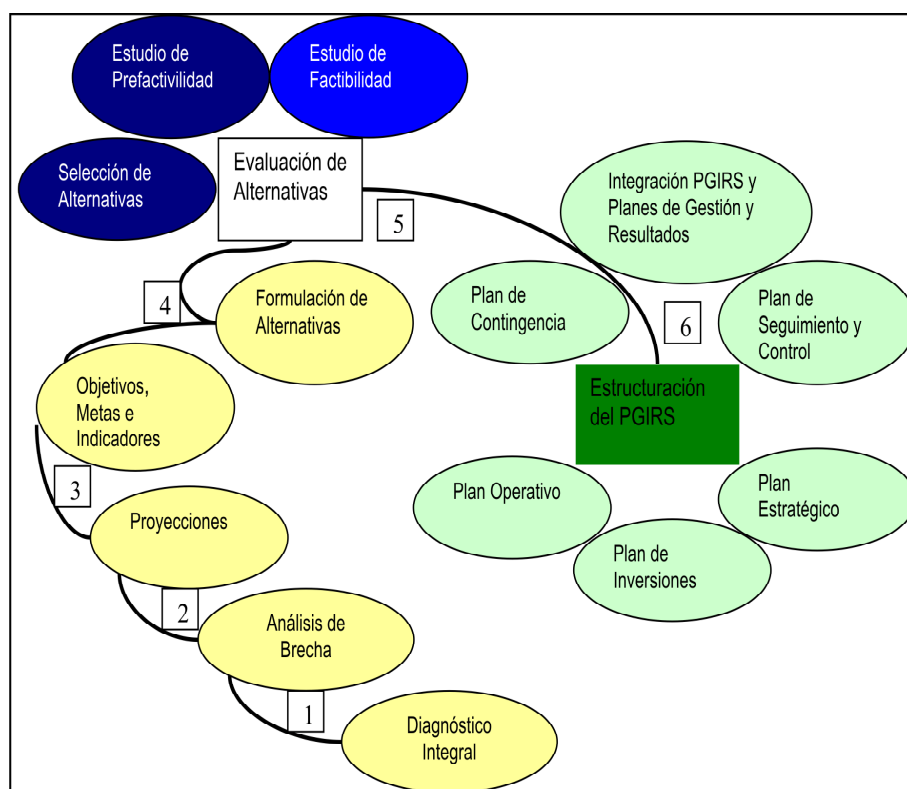 Estudio de
Prefactivilidad
Estudio de
Factibilidad
Selección de
Alternativas
Evaluación de
Alternativas
5
Integración PGIRS y
Planes de Gestión y
Resultados
4
Formulación de
Alternativas
Plan de
Contingencia
6
Plan de
Seguimiento y
Control
Objetivos,
Metas e
Indicadores
Estructuración
del PGIRS
3
Proyecciones
Plan Operativo
Plan
Estratégico
Plan de
Inversiones
2
Análisis de
Brecha
1
Diagnóstico
Integral